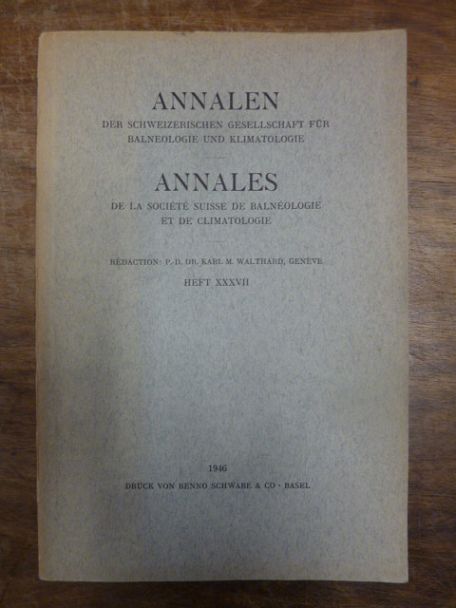 ANNALEN
DER SCHWEIZERISCHEN GESELLSCHAFT FÜR
BALNEOLOGIE UND KLIMATOLOGIE
ANNALES
DE LA SOCIÉTÉ SUISSE DE BALNÉOLOGIE
ET DE CLIMATOLOGIE
RÉDACTION: P.-D. DR. KARL M. WALTHARD, GENÈVE
HEFT XXXVII
1946
DRUCK VON BENNO SCHWABE & CO · BASEL